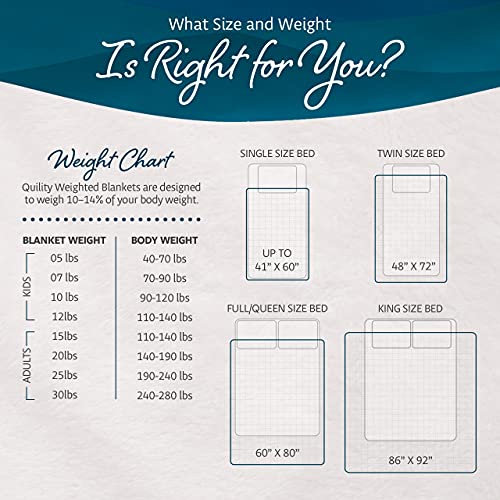 What Size and Weight
Is Right for You?
Weight Chart
Quility Weighted Blankets are designed
to weigh 10–14% of your body weight.
BLANKET WEIGHT BODY WEIGHT
KIDS
05 lbs 40-70 lbs
07 lbs 70-90 lbs
10 lbs 90-120 lbs
12lbs 110-140 lbs
ADULTS
15lbs 110-140 lbs
20lbs 140-190 lbs
25lbs 190-240 lbs
30lbs 240-280 lbs
SINGLE SIZE BED
UP TO
41" X 60"
TWIN SIZE BED
48" X 72"
FULL/QUEEN SIZE BED
60" X 80"
KING SIZE BED
86" X 92"